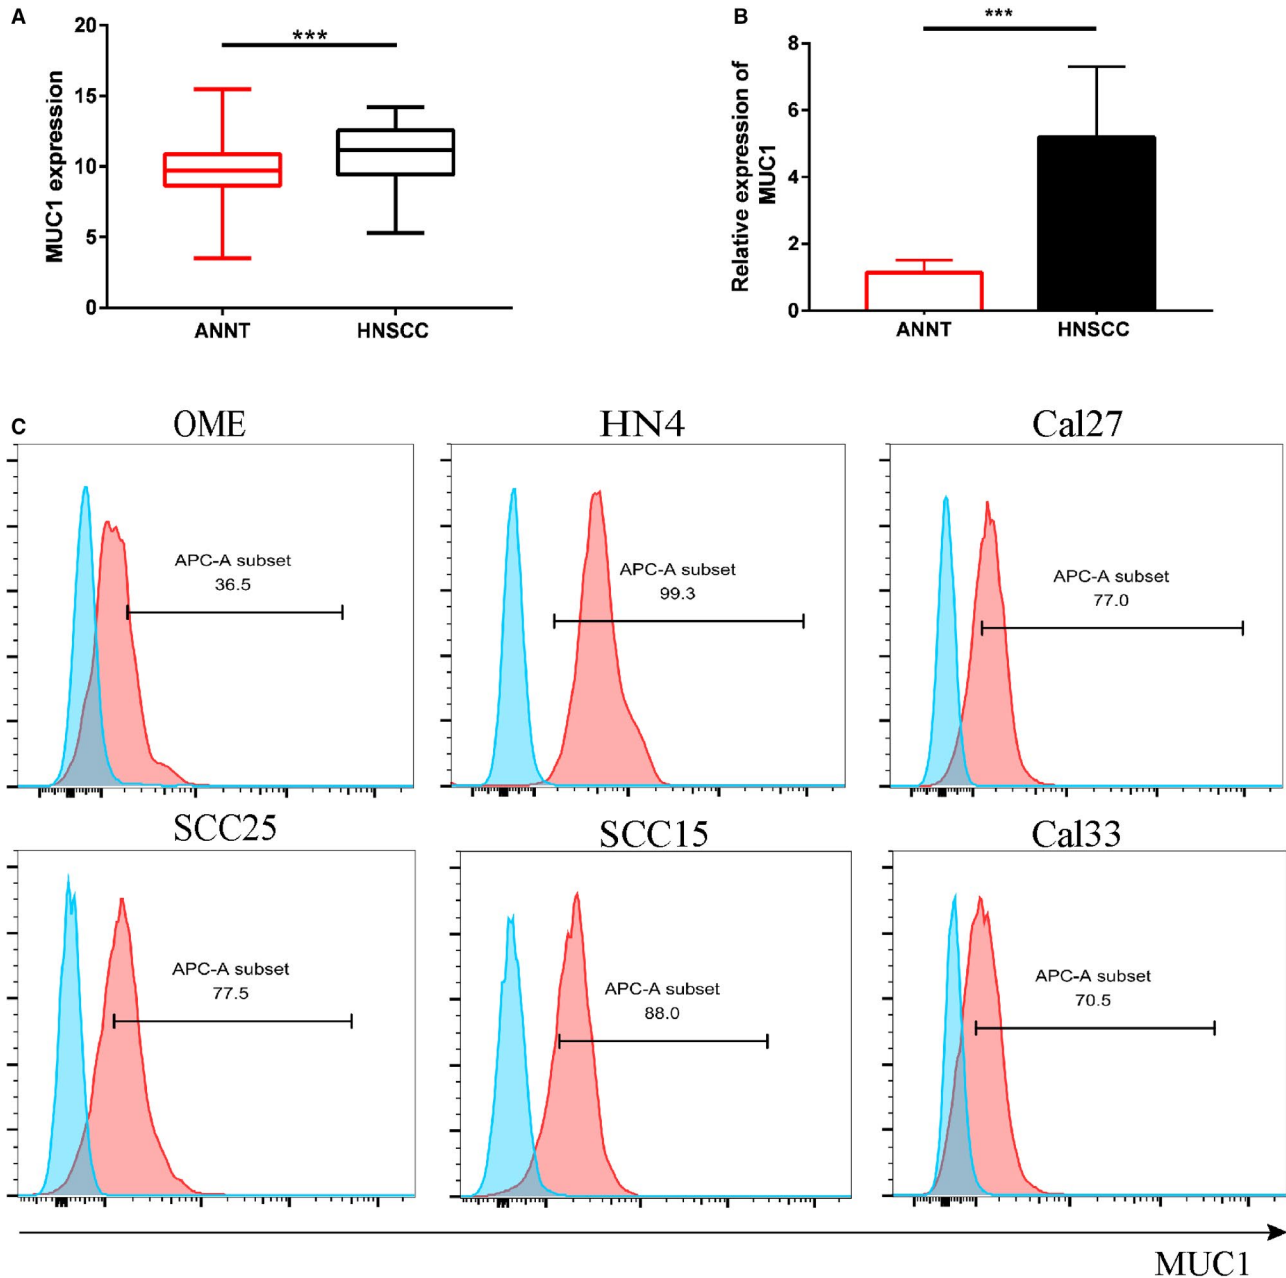 A
20
15
10
5
0
MUC1 expression
***
ANNT
HNSCC
B
8
6
4
2
0
Relative expression of
MUC1
***
ANNT
HNSCC
C
OME
APC-A subset
36.5
HN4
APC-A subset
99.3
Cal27
APC-A subset
77.0
SCC25
APC-A subset
77.5
SCC15
APC-A subset
88.0
Cal33
APC-A subset
70.5
MUC1